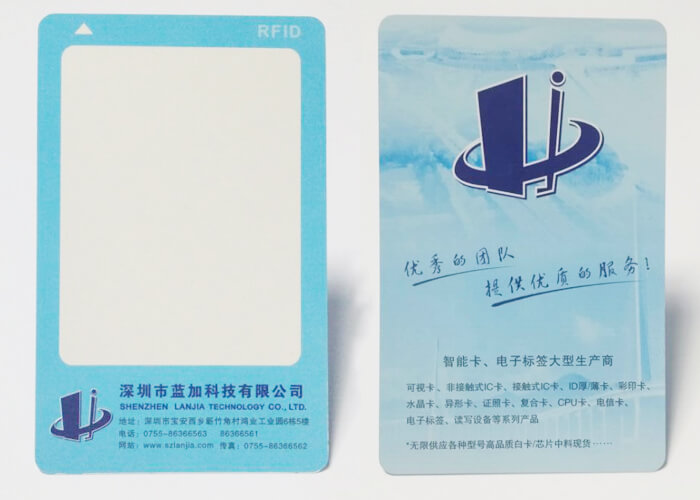 RFID
深圳市蓝加科技有限公司
SHENZHEN LANJIA TECHNOLOGY CO., LTD.
地址：深圳市宝安西乡簕竹角村鸿业工业园6栋5楼
电话：0755-86366563 86366561
网站：www.szlanjia.com 传真：0755-86366562
优秀的团队
提供优质的服务！
智能卡、电子标签大型生产商
可视卡、非接触式IC卡、接触式IC卡、ID厚/薄卡、彩印卡、
水晶卡、异形卡、证照卡、复合卡、CPU卡、电信卡、
电子标签、读写设备等系列产品
*无限供应各种型号高品质白卡/芯片中料现货……